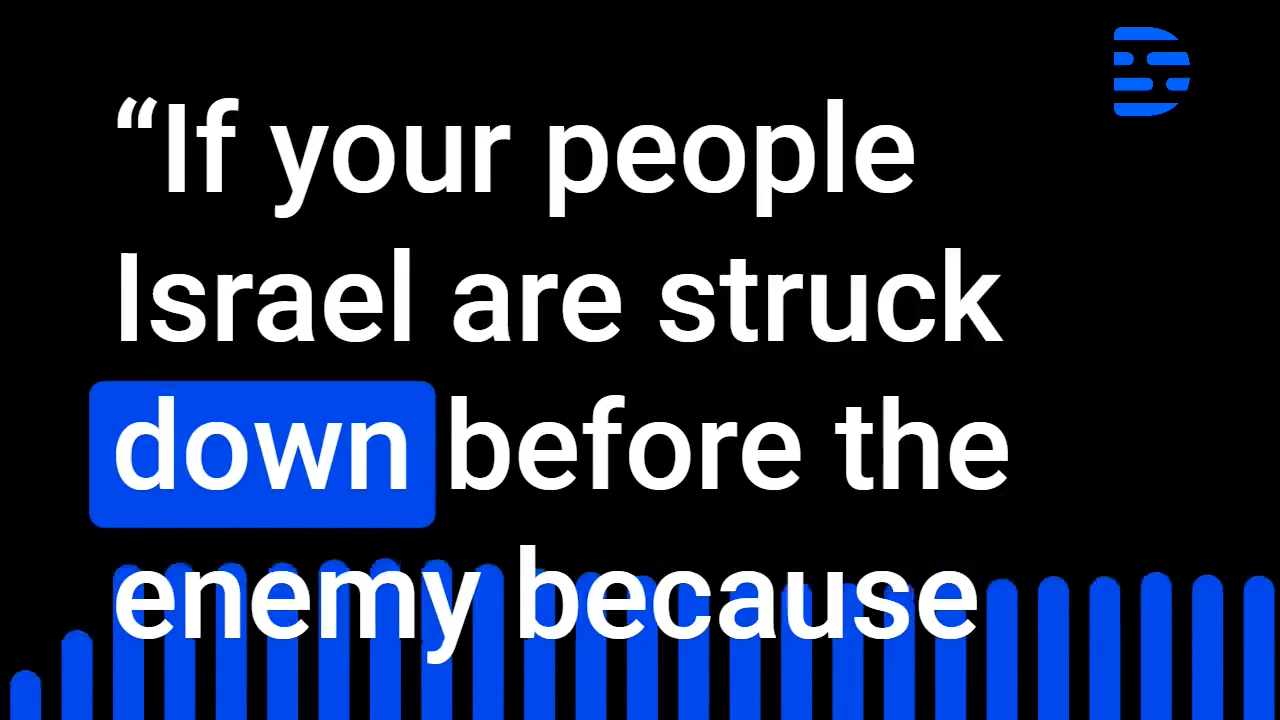 “If your people
Israel are struck
down before the
enemy because